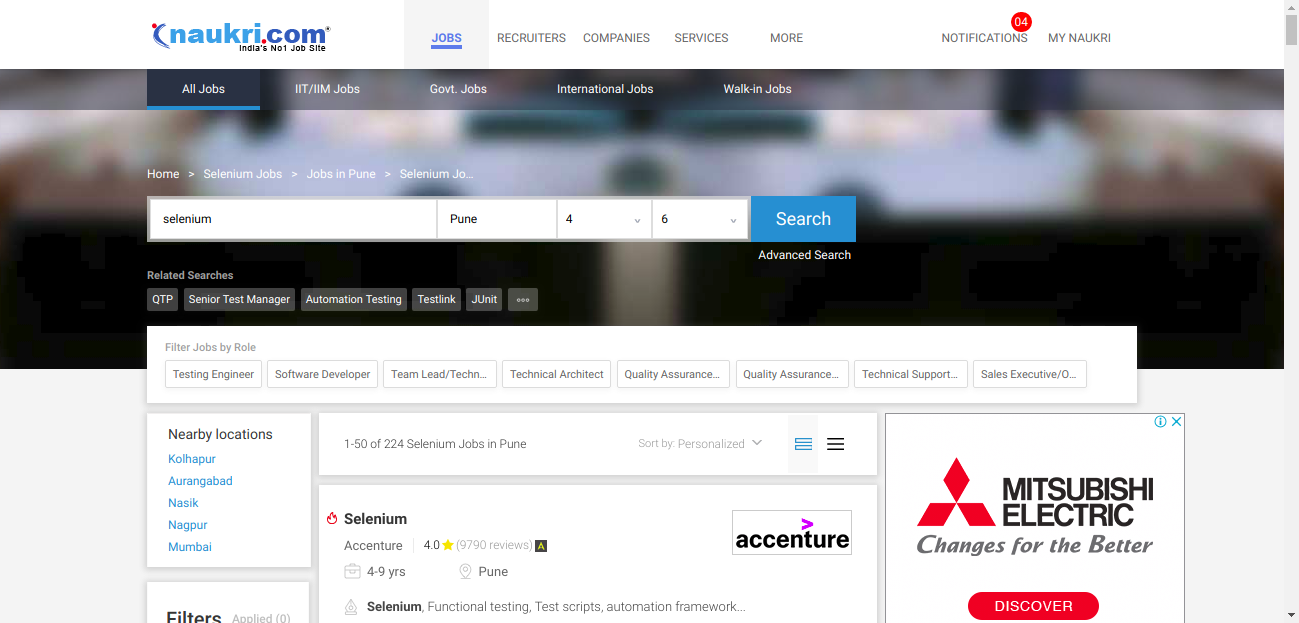 naukri.com
India's No1 Job Site
JOBS RECRUITERS COMPANIES SERVICES MORE
04
NOTIFICATIONS MY NAUKRI
All Jobs IIT/IIM Jobs Govt. Jobs International Jobs Walk-in Jobs
Home > Selenium Jobs > Jobs in Pune > Selenium Jo...
selenium Pune 4 6 Search
Advanced Search
Related Searches
QTP Senior Test Manager Automation Testing Testlink JUnit
Filter Jobs by Role
Testing Engineer Software Developer Team Lead/Techn... Technical Architect Quality Assurance... Quality Assurance... Technical Support... Sales Executive/O...
Nearby locations
Kolhapur
Aurangabad
Nasik
Nagpur
Mumbai
Filters Applied (0)
1-50 of 224 Selenium Jobs in Pune Sort by: Personalized
Selenium
Accenture 4.0 (9790 reviews) A
4-9 yrs Pune
Selenium, Functional testing, Test scripts, automation framework...
accenture
MITSUBISHI
ELECTRIC
Changes for the Better
DISCOVER